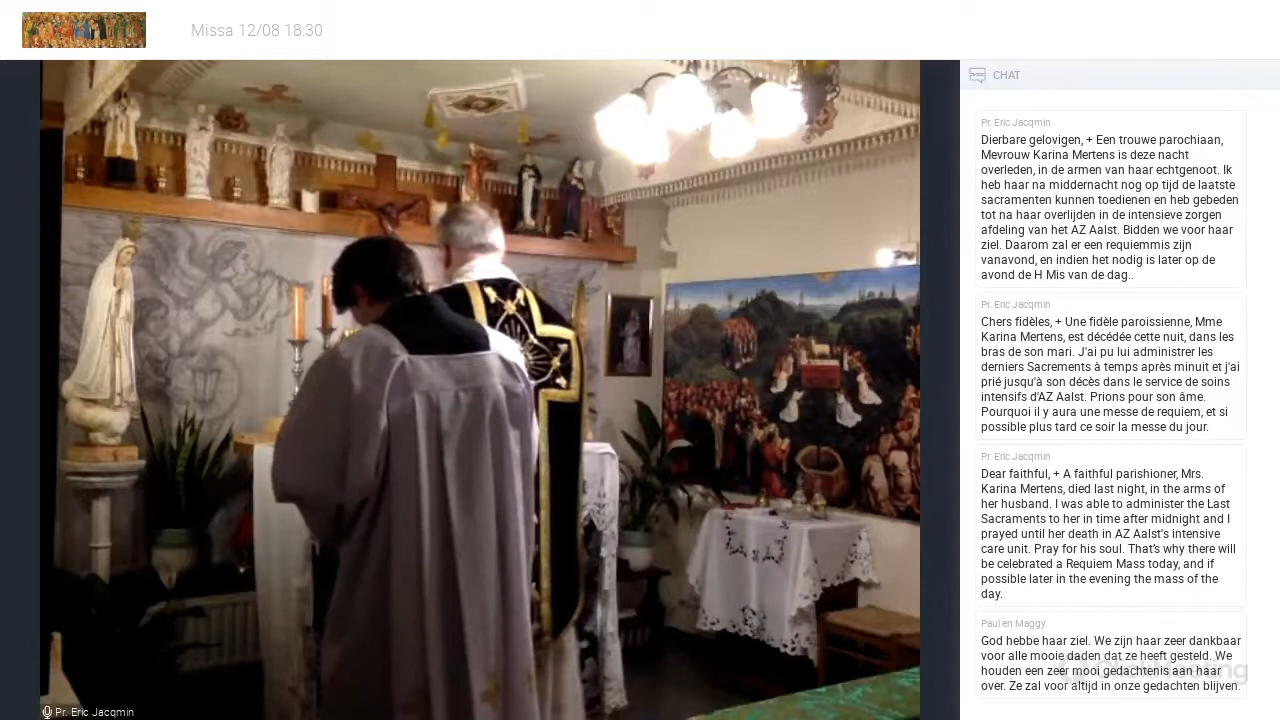 Missa 12/08 18:30
CHAT
Pr. Eric Jacqmin
Dierbare gelovigen, + Een trouwe parochiaan,
Mevrouw Karina Mertens is deze nacht
overleden, in de armen van haar echtgenoot. Ik
heb haar na middernacht nog op tijd de laatste
sacramenten kunnen toedienen en heb gebeden
tot na haar overlijden in de intensieve zorgen
afdeling van het AZ Aalst. Bidden we voor haar
ziel. Daarom zal er een requiemmis zijn
vanavond, en indien het nodig is later op de
avond de H Mis van de dag..
Pr. Eric Jacqmin
Chers fidèles, + Une fidèle paroissienne, Mme
Karina Mertens, est décédée cette nuit, dans les
bras de son mari. J'ai pu lui administrer les
derniers Sacrements à temps après minuit et j'ai
prié jusqu'à son décès dans le service de soins
intensifs d'AZ Aalst. Prions pour son âme.
Pourquoi il y aura une messe de requiem, et si
possible plus tard ce soir la messe du jour.
Pr. Eric Jacqmin
Dear faithful, + A faithful parishioner, Mrs.
Karina Mertens, died last night, in the arms of
her husband. I was able to administer the Last
Sacraments to her in time after midnight and I
prayed until her death in AZ Aalst's intensive
care unit. Pray for his soul. That's why there will
be celebrated a Requiem Mass today, and if
possible later in the evening the mass of the
day.
Paul en Maggy
God hebbe haar ziel. We zijn haar zeer dankbaar
voor alle mooie daden dat ze heeft gesteld. We
houden een zeer mooi gedachtenis aan haar
over. Ze zal voor altijd in onze gedachten blijven.
Pr. Eric Jacqmin